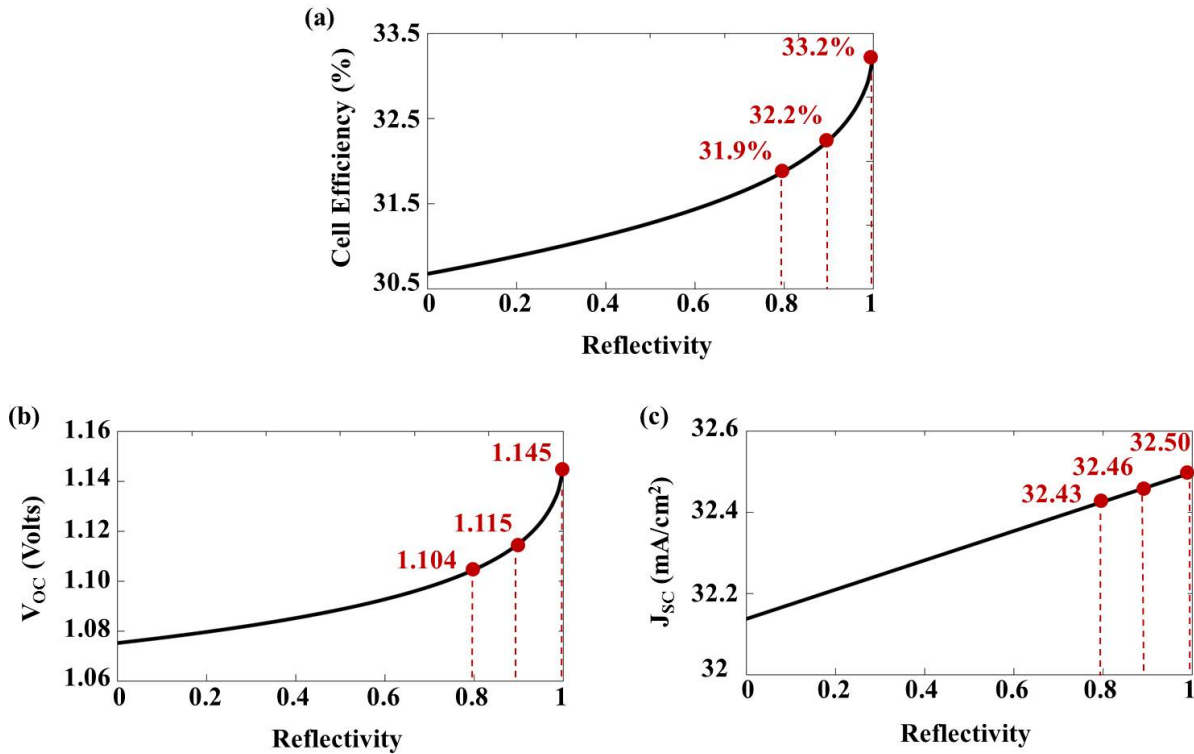 (a)
33.5
32.5
31.5
30.5
Cell Efficiency (%)
33.2%
32.2%
31.9%
0 0.2 0.4 0.6 0.8 1
Reflectivity
(b)
1.16
1.14
1.12
1.10
1.08
1.06
V_OC (Volts)
1.145
1.115
1.104
0 0.2 0.4 0.6 0.8 1
Reflectivity
(c)
32.6
32.4
32.2
32
J_SC (mA/cm²)
32.50
32.46
32.43
0 0.2 0.4 0.6 0.8 1
Reflectivity